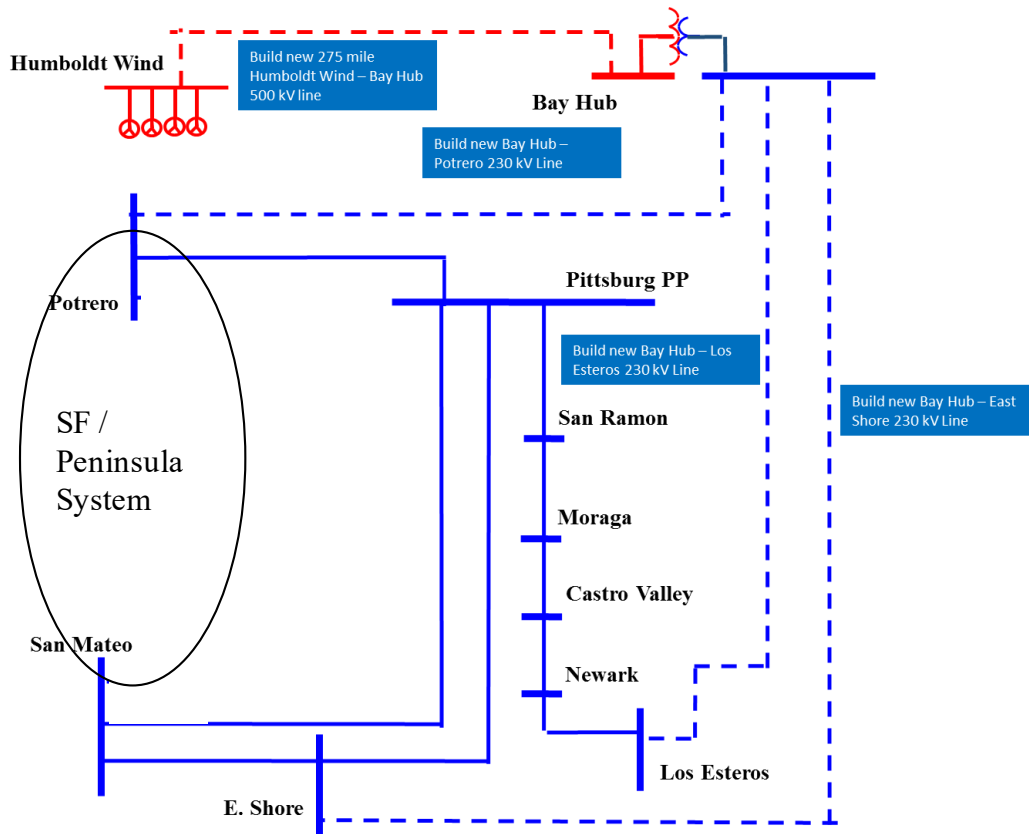 Humboldt Wind
Build new 275 mile
Humboldt Wind – Bay Hub
500 kV line
Bay Hub
Build new Bay Hub –
Potrero 230 kV Line
Potrero
Pittsburg PP
Build new Bay Hub – Los
Esteros 230 kV Line
Build new Bay Hub – East
Shore 230 kV Line
SF /
Peninsula
System
San Ramon
Moraga
Castro Valley
San Mateo
Newark
Los Esteros
E. Shore